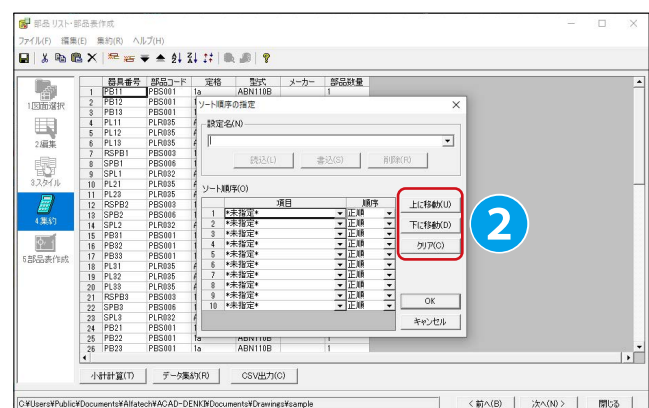 部品リスト・部品表作成
ファイル(F) 編集(E) 集約(R) ヘルプ(H)
器具番号 部品コード 定格 型式 メーカー 部品数量
1 PB11 PBS001 1a ABN110B 1
2 PB12 PBS001
3 PB13 PBS001
4 PL11 PLR035
5 PL12 PLR035
6 PL13 PLR035
7 RSPB1 PBS003
8 SPB1 PBS006
9 SPL1 PLR032
10 PL21 PLR035
11 PL23 PLR035
12 RSPB2 PBS003
13 SPB2 PBS006
14 SPL2 PLR032
15 PB31 PBS001
16 PB32 PBS001
17 PB33 PBS001
18 PL31 PLR035
19 PL32 PLR035
20 PL33 PLR035
21 RSPB3 PBS003
22 SPB3 PBS006
23 SPL3 PLR032
24 PB21 PBS001
25 PB22 PBS001 1a ABN110B 1
26 PB23 PBS001 1a ABN110B 1
1図面選択
2.編集
3.スタイル
4.集約
5.部品表作成
ソート順序の指定
設定名(N)
読込(L) 書込(S) 削除(R)
ソート順序(O)
項目 順序
1 *未指定* 正順
2 *未指定* 正順
3 *未指定* 正順
4 *未指定* 正順
5 *未指定* 正順
6 *未指定* 正順
7 *未指定* 正順
8 *未指定* 正順
9 *未指定* 正順
10 *未指定* 正順
上に移動(U)
下に移動(D)
クリア(C)
OK
キャンセル
2
小計計算(T) データ集約(R) CSV出力(C)
C:¥Users¥Public¥Documents¥Alfatech¥ACAD-DENKI¥Documents¥Drawings¥sample
< 前へ(B) 次へ(N) > 閉じる